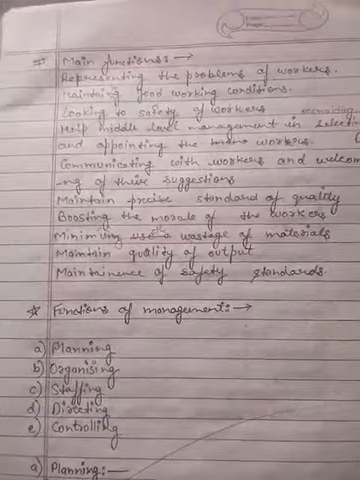 Main functions:→
Representing the problems of workers.
Maintaing good working conditions.
Looking to safety of workers recruiting
Help middle level management in selecting
and appointing the workers.
Communicating with workers and welcom
-ing of their suggestions
Maintain precise standard of quality
Boosting the morale of the workers
Minimizing wastage of materials
Maintain quality of output
Maintainence of safety standards.
* Functions of management:→
a) Planning
b) Organising
c) Staffing
d) Directing
e) Controlling
a) Planning:—